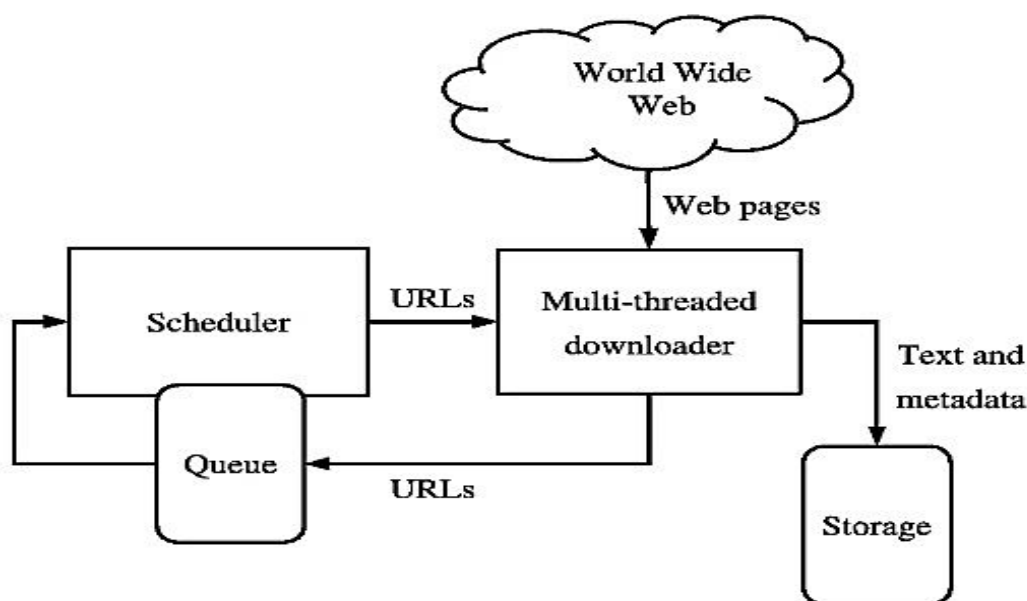 World Wide
Web
Web pages
Scheduler
URLs
Multi-threaded
downloader
Text and
metadata
Queue
URLs
Storage